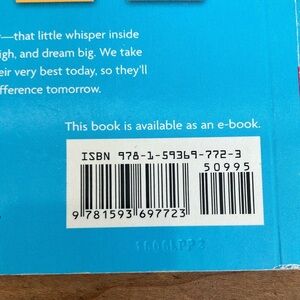 —that little whisper inside
igh, and dream big. We take
eir very best today, so they'll
fference tomorrow.
This book is available as an e-book.
ISBN 978-1-59369-772-3
50995
9 781593 697723